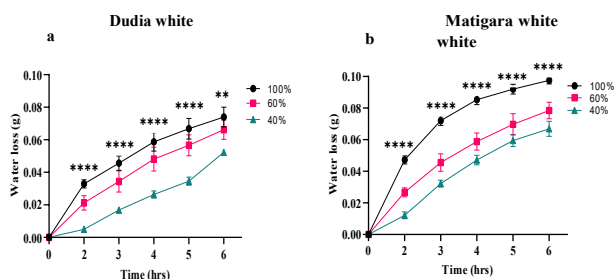 Dudia white
a
**
****
****
****
****
100%
60%
40%
Water loss (g)
0.10
0.08
0.06
0.04
0.02
0.00
0 2 3 4 5 6
Time (hrs)
Matigara white
white
b
****
****
****
****
****
100%
60%
40%
Water loss (g)
0.10
0.08
0.06
0.04
0.02
0.00
0 2 3 4 5 6
Time (hrs)